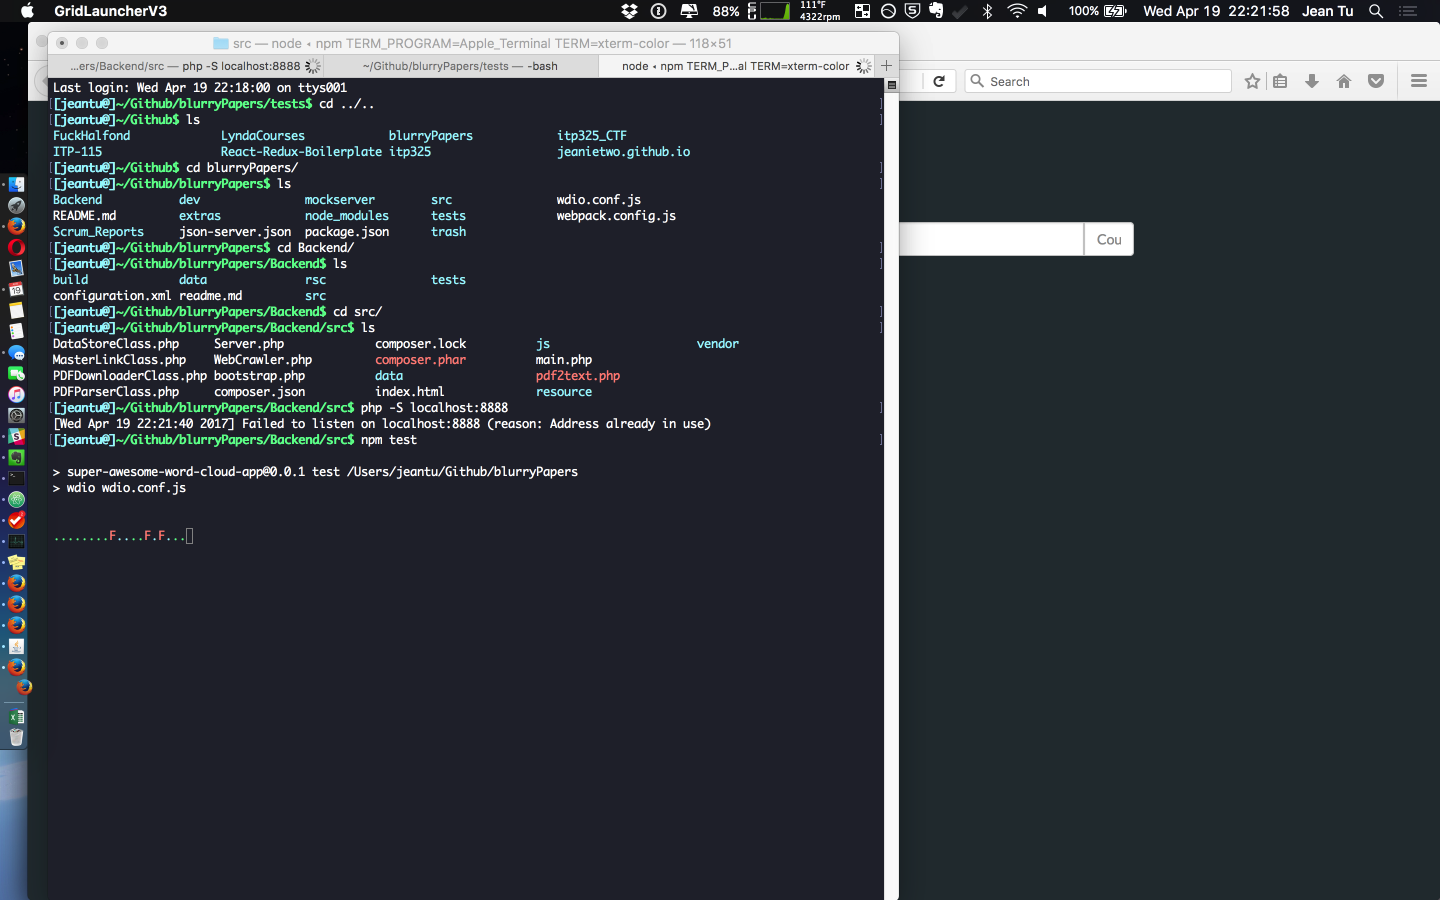 GridLauncherV3 88% 111°F 4322rpm 100% Wed Apr 19 22:21:58 Jean Tu
src — node ◂ npm TERM_PROGRAM=Apple_Terminal TERM=xterm-color — 118×51
...ers/Backend/src — php -S localhost:8888 ~/Github/blurryPapers/tests — -bash node ◂ npm TERM_P...al TERM=xterm-color +
Search
Last login: Wed Apr 19 22:18:00 on ttys001
[[jeantu@]~/Github/blurryPapers/tests$ cd ../.. ]
[[jeantu@]~/Github$ ls ]
FuckHalfond LyndaCourses blurryPapers itp325_CTF
ITP-115 React-Redux-Boilerplate itp325 jeanietwo.github.io
[[jeantu@]~/Github$ cd blurryPapers/ ]
[[jeantu@]~/Github/blurryPapers$ ls ]
Backend dev mockserver src wdio.conf.js
README.md extras node_modules tests webpack.config.js
Scrum_Reports json-server.json package.json trash
[[jeantu@]~/Github/blurryPapers$ cd Backend/ ]
[[jeantu@]~/Github/blurryPapers/Backend$ ls ]
build data rsc tests
configuration.xml readme.md src
[[jeantu@]~/Github/blurryPapers/Backend$ cd src/ ]
[[jeantu@]~/Github/blurryPapers/Backend/src$ ls ]
DataStoreClass.php Server.php composer.lock js vendor
MasterLinkClass.php WebCrawler.php composer.phar main.php
PDFDownloaderClass.php bootstrap.php data pdf2text.php
PDFParserClass.php composer.json index.html resource
[[jeantu@]~/Github/blurryPapers/Backend/src$ php -S localhost:8888 ]
[Wed Apr 19 22:21:40 2017] Failed to listen on localhost:8888 (reason: Address already in use)
[[jeantu@]~/Github/blurryPapers/Backend/src$ npm test ]
> super-awesome-word-cloud-app@0.0.1 test /Users/jeantu/Github/blurryPapers
> wdio wdio.conf.js
........F....F.F...
Cou